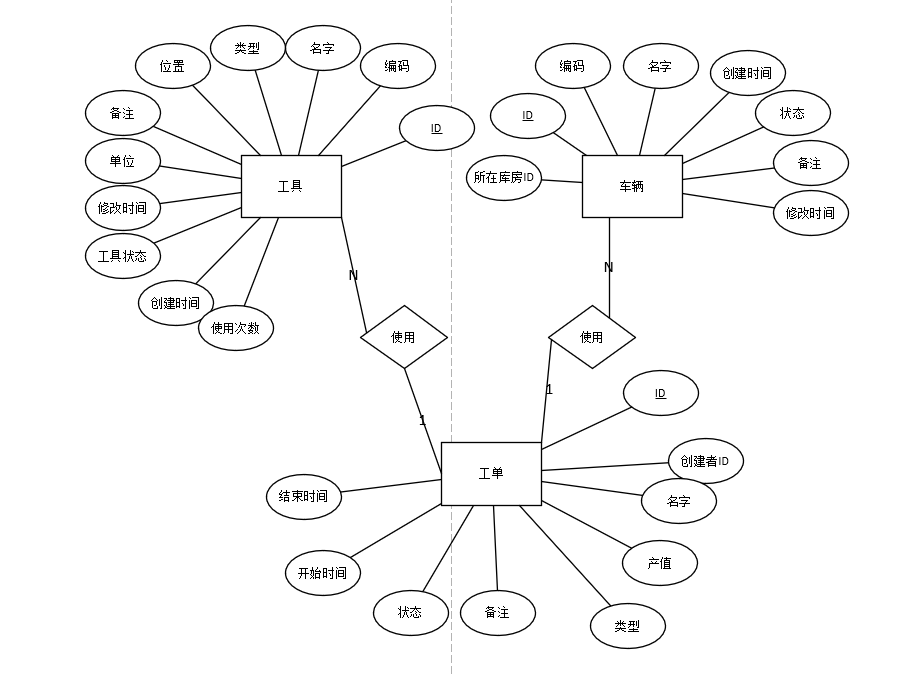 类型
名字
位置
编码
备注
ID
单位
工具
修改时间
工具状态
创建时间
使用次数
编码
名字
创建时间
ID
状态
所在库房ID
车辆
备注
修改时间
N
N
使用
使用
1
1
ID
工单
创建者ID
名字
结束时间
产值
开始时间
状态
备注
类型